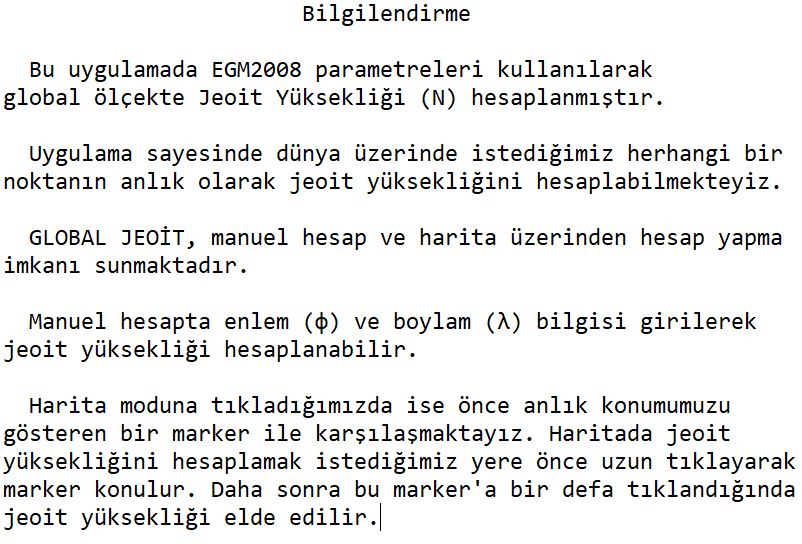 Bilgilendirme
Bu uygulamada EGM2008 parametreleri kullanılarak
global ölçekte Jeoit Yüksekliği (N) hesaplanmıştır.
Uygulama sayesinde dünya üzerinde istediğimiz herhangi bir
noktanın anlık olarak jeoit yüksekliğini hesaplabilmekteyiz.
GLOBAL JEOİT, manuel hesap ve harita üzerinden hesap yapma
imkanı sunmaktadır.
Manuel hesapta enlem (φ) ve boylam (λ) bilgisi girilerek
jeoit yüksekliği hesaplanabilir.
Harita moduna tıkladığımızda ise önce anlık konumumuzu
gösteren bir marker ile karşılaşmaktayız. Haritada jeoit
yüksekliğini hesaplamak istediğimiz yere önce uzun tıklayarak
marker konulur. Daha sonra bu marker'a bir defa tıklandığında
jeoit yüksekliği elde edilir.